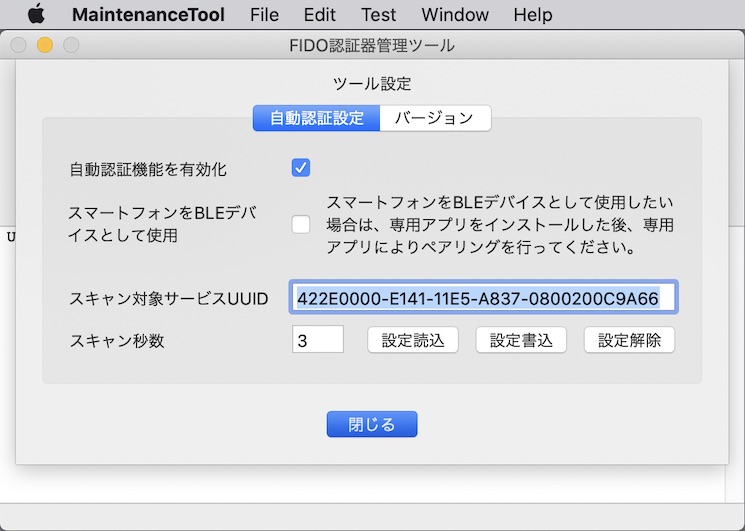 MaintenanceTool File Edit Test Window Help
FIDO認証器管理ツール
ツール設定
自動認証設定 バージョン
自動認証機能を有効化
スマートフォンをBLEデバ
イスとして使用
スマートフォンをBLEデバイスとして使用したい
場合は、専用アプリをインストールした後、専用
アプリによりペアリングを行ってください。
U
スキャン対象サービスUUID 422E0000-E141-11E5-A837-0800200C9A66
スキャン秒数 3 設定読込 設定書込 設定解除
閉じる